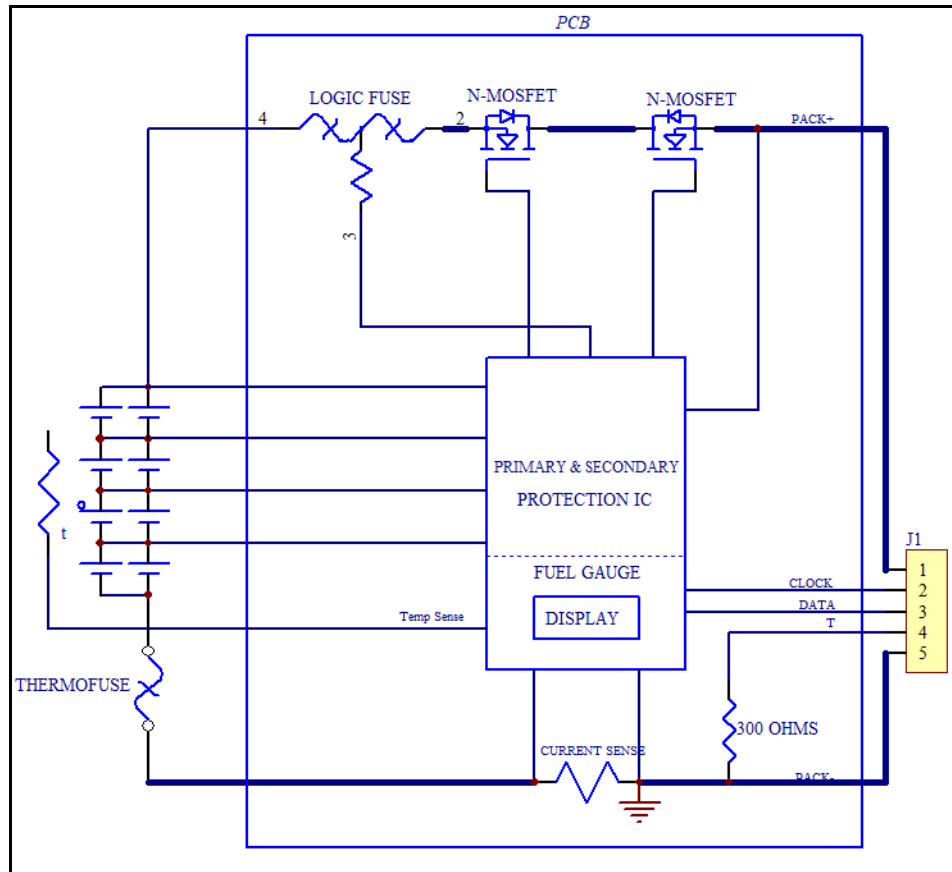 PCB
LOGIC FUSE
N-MOSFET
N-MOSFET
4
2
PACK+
3
PRIMARY & SECONDARY
PROTECTION IC
FUEL GAUGE
DISPLAY
t
Temp Sense
THERMOFUSE
CURRENT SENSE
300 OHMS
PACK-
CLOCK
DATA
T
J1
1
2
3
4
5